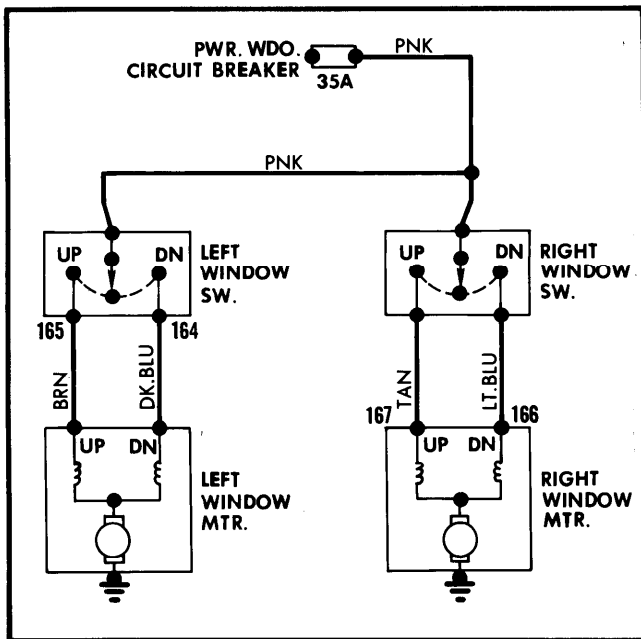 PWR. WDO.
CIRCUIT BREAKER
35A
PNK
PNK
UP
DN
LEFT
WINDOW
SW.
UP
DN
RIGHT
WINDOW
SW.
165
164
BRN
DK.BLU
TAN
LT.BLU
167
166
UP
DN
LEFT
WINDOW
MTR.
UP
DN
RIGHT
WINDOW
MTR.